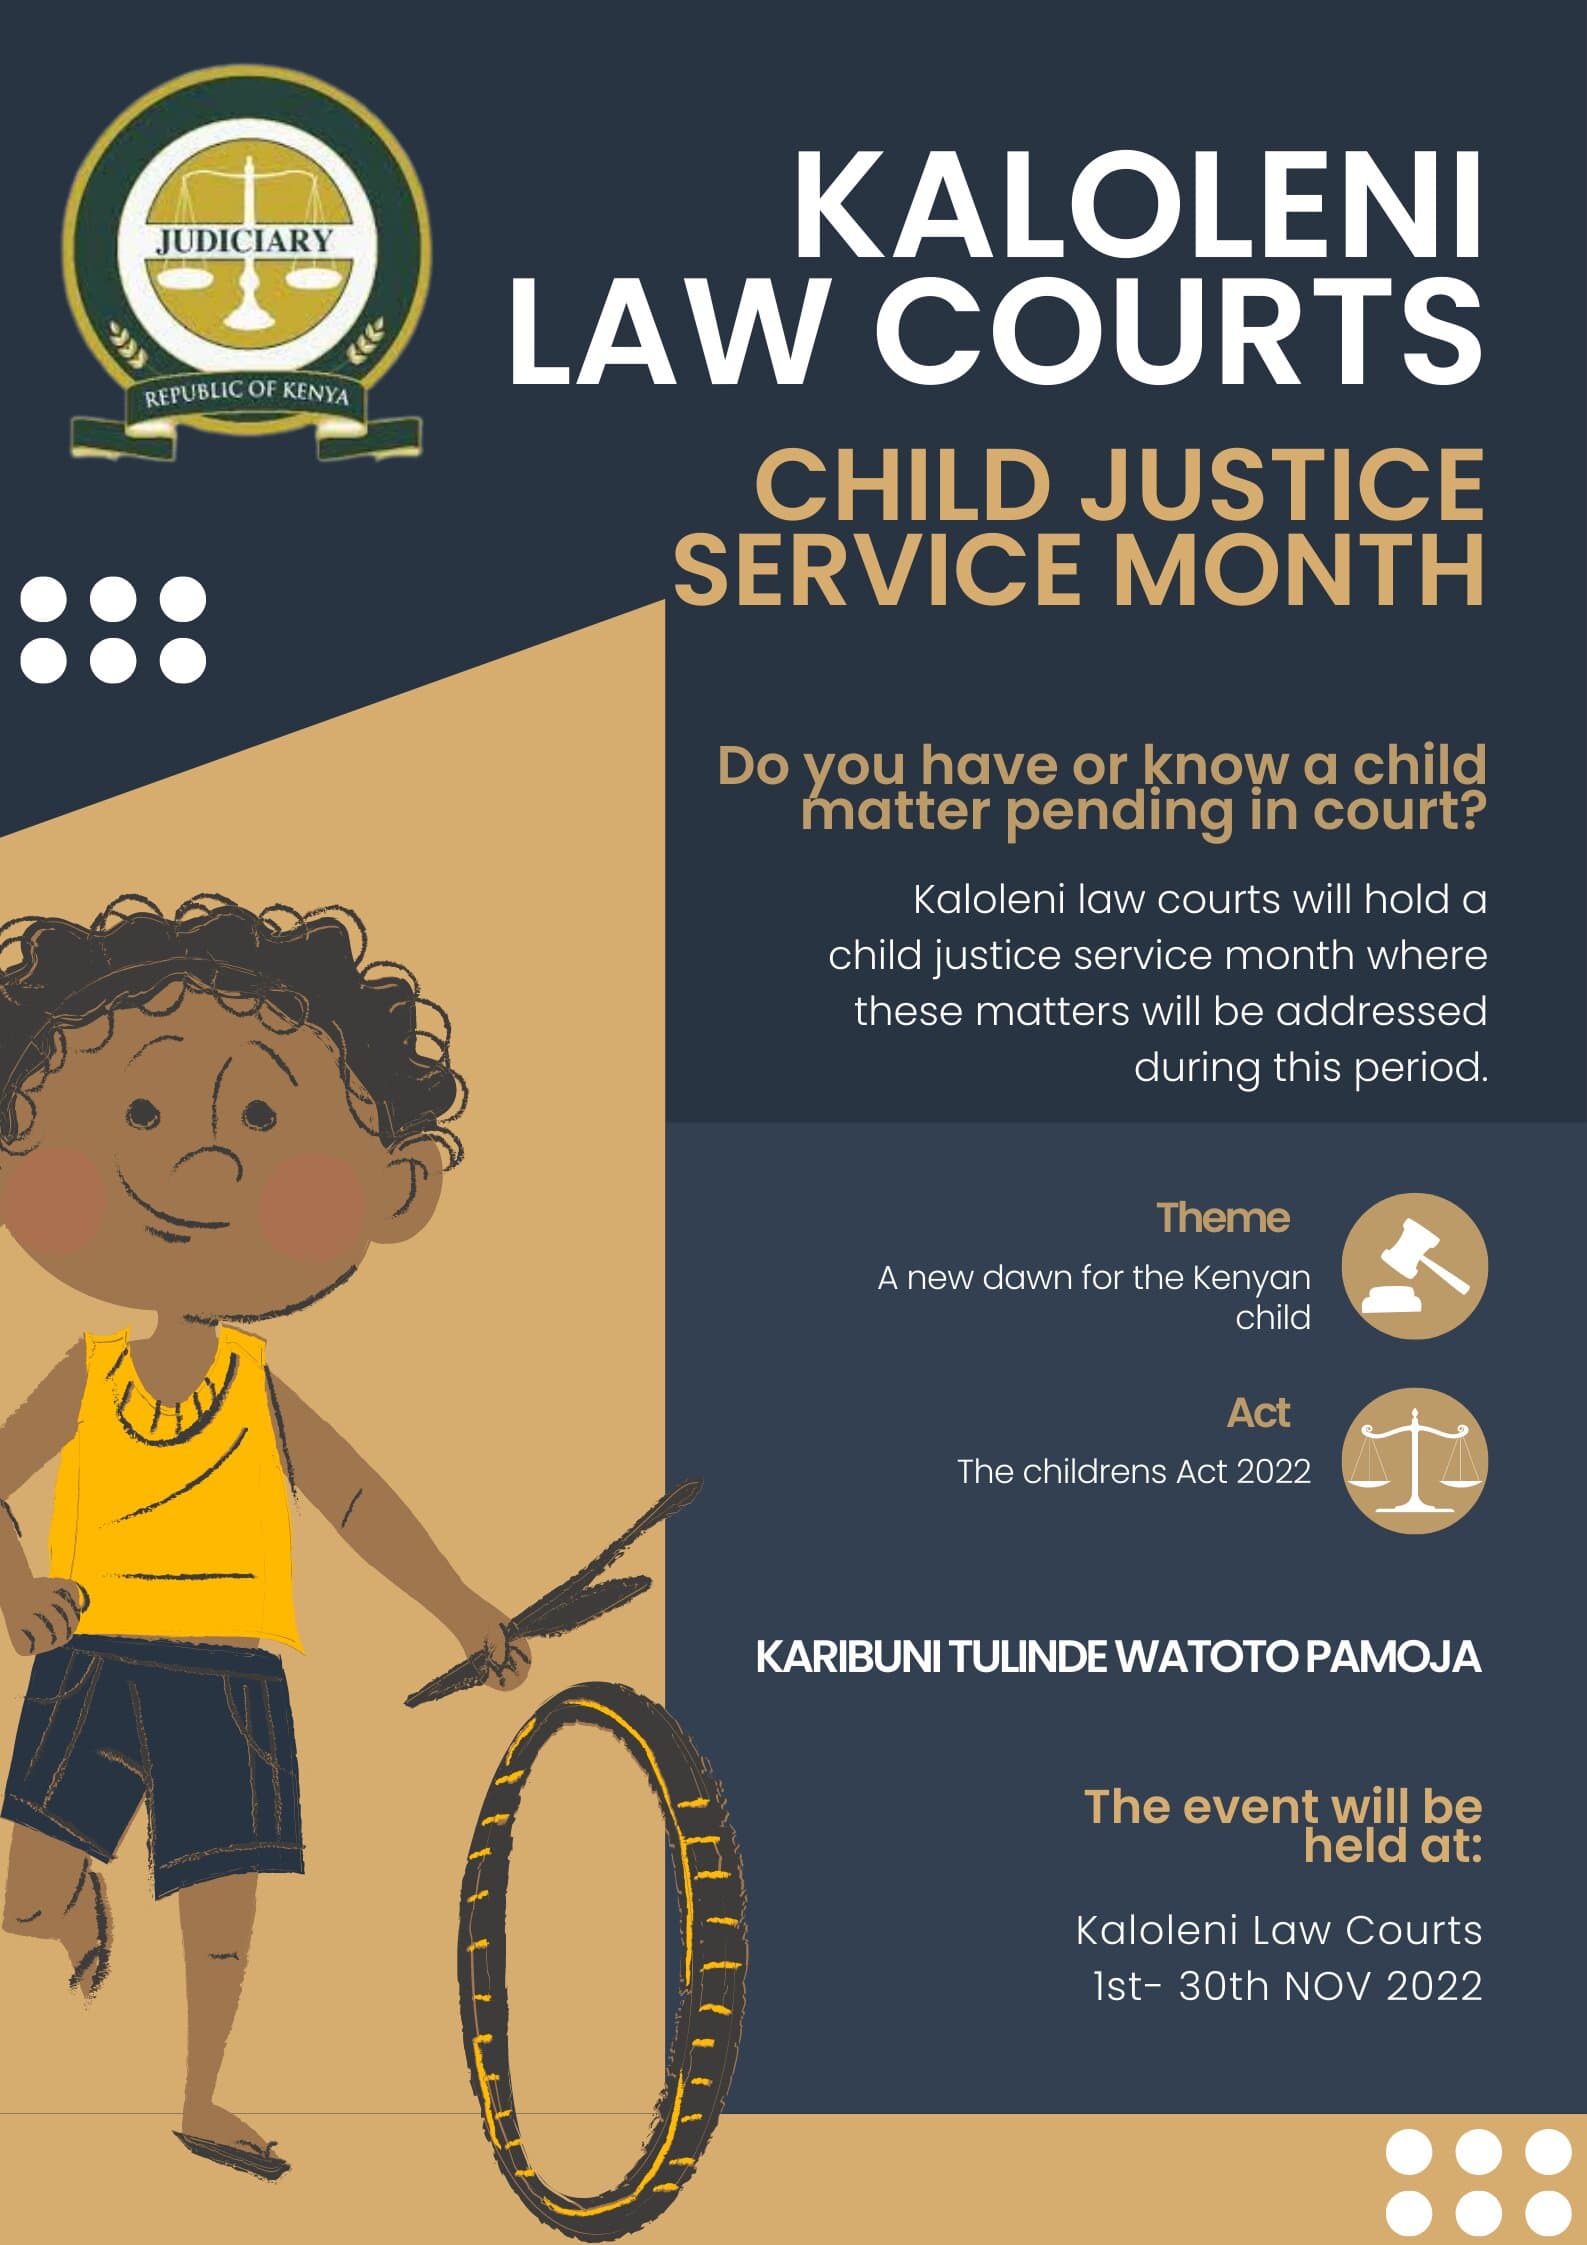 JUDICIARY
REPUBLIC OF KENYA
KALOLENI
LAW COURTS
CHILD JUSTICE
SERVICE MONTH
Do you have or know a child
matter pending in court?
Kaloleni law courts will hold a
child justice service month where
these matters will be addressed
during this period.
Theme
A new dawn for the Kenyan
child
Act
The childrens Act 2022
KARIBUNI TULINDE WATOTO PAMOJA
The event will be
held at:
Kaloleni Law Courts
1st- 30th NOV 2022